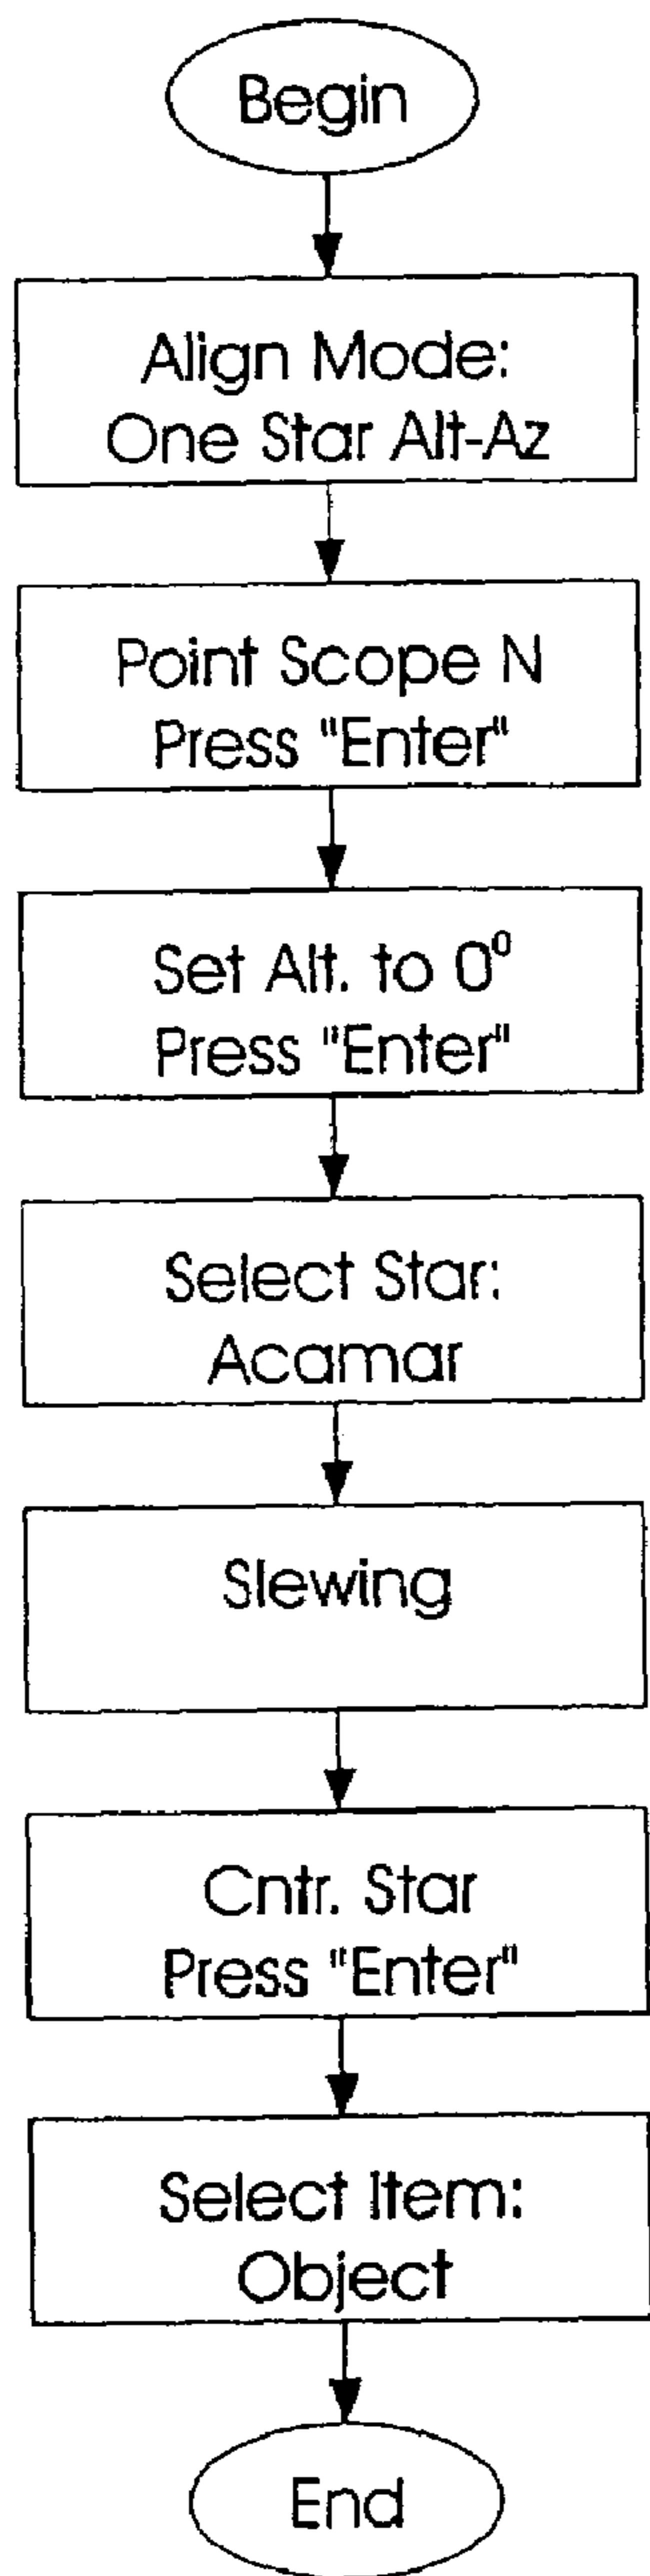 Begin
Align Mode:
One Star Alt-Az
Point Scope N
Press "Enter"
Set Alt. to 0°
Press "Enter"
Select Star:
Acamar
Slewing
Cntr. Star
Press "Enter"
Select Item:
Object
End